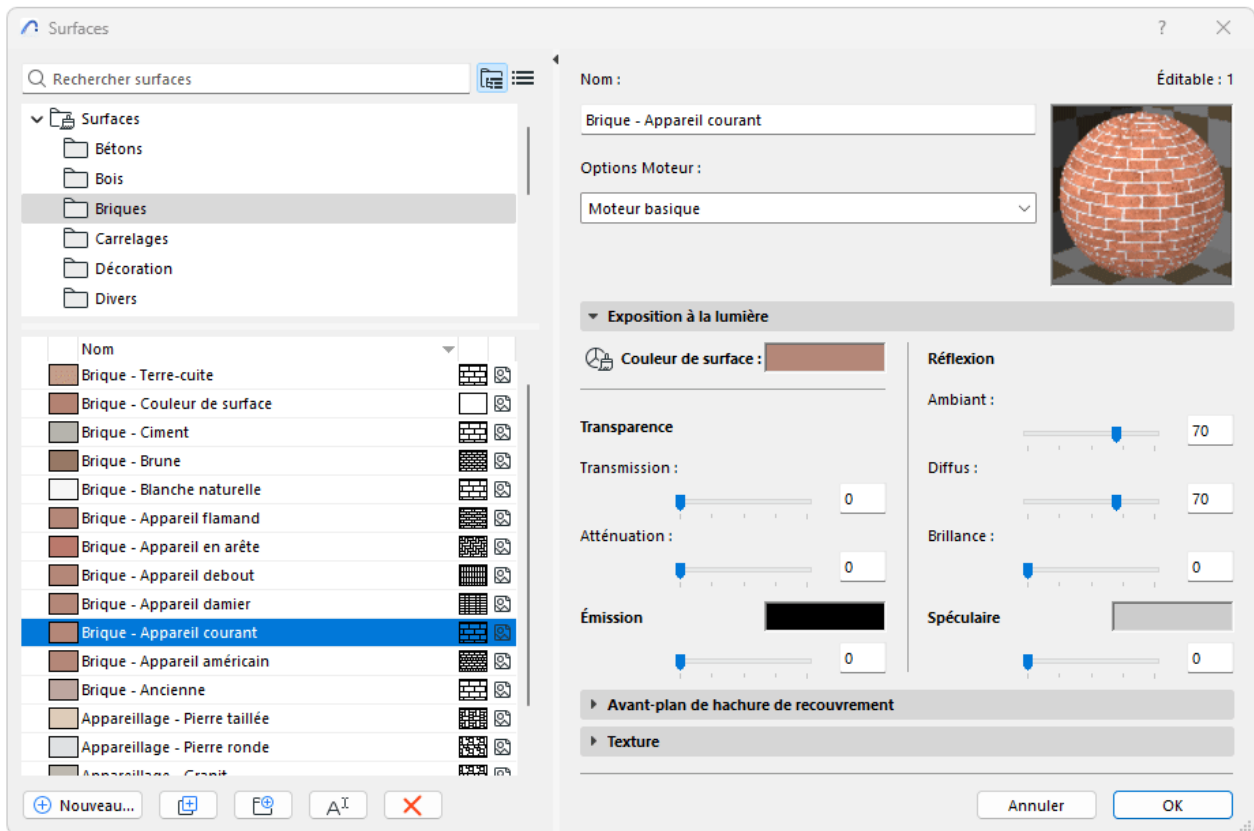 Surfaces
?
Rechercher surfaces
Surfaces
Bétons
Bois
Briques
Carrelages
Décoration
Divers
Nom
Brique - Terre-cuite
Brique - Couleur de surface
Brique - Ciment
Brique - Brune
Brique - Blanche naturelle
Brique - Appareil flamand
Brique - Appareil en arête
Brique - Appareil debout
Brique - Appareil damier
Brique - Appareil courant
Brique - Appareil américain
Brique - Ancienne
Appareillage - Pierre taillée
Appareillage - Pierre ronde
Appareillage - Granit
Nouveau...
Nom :
Éditable : 1
Brique - Appareil courant
Options Moteur :
Moteur basique
Exposition à la lumière
Couleur de surface :
Transparence
Transmission :
0
Atténuation :
0
Émission
0
Réflexion
Ambiant :
70
Diffus :
70
Brillance :
0
Spéculaire
0
Avant-plan de hachure de recouvrement
Texture
Annuler
OK